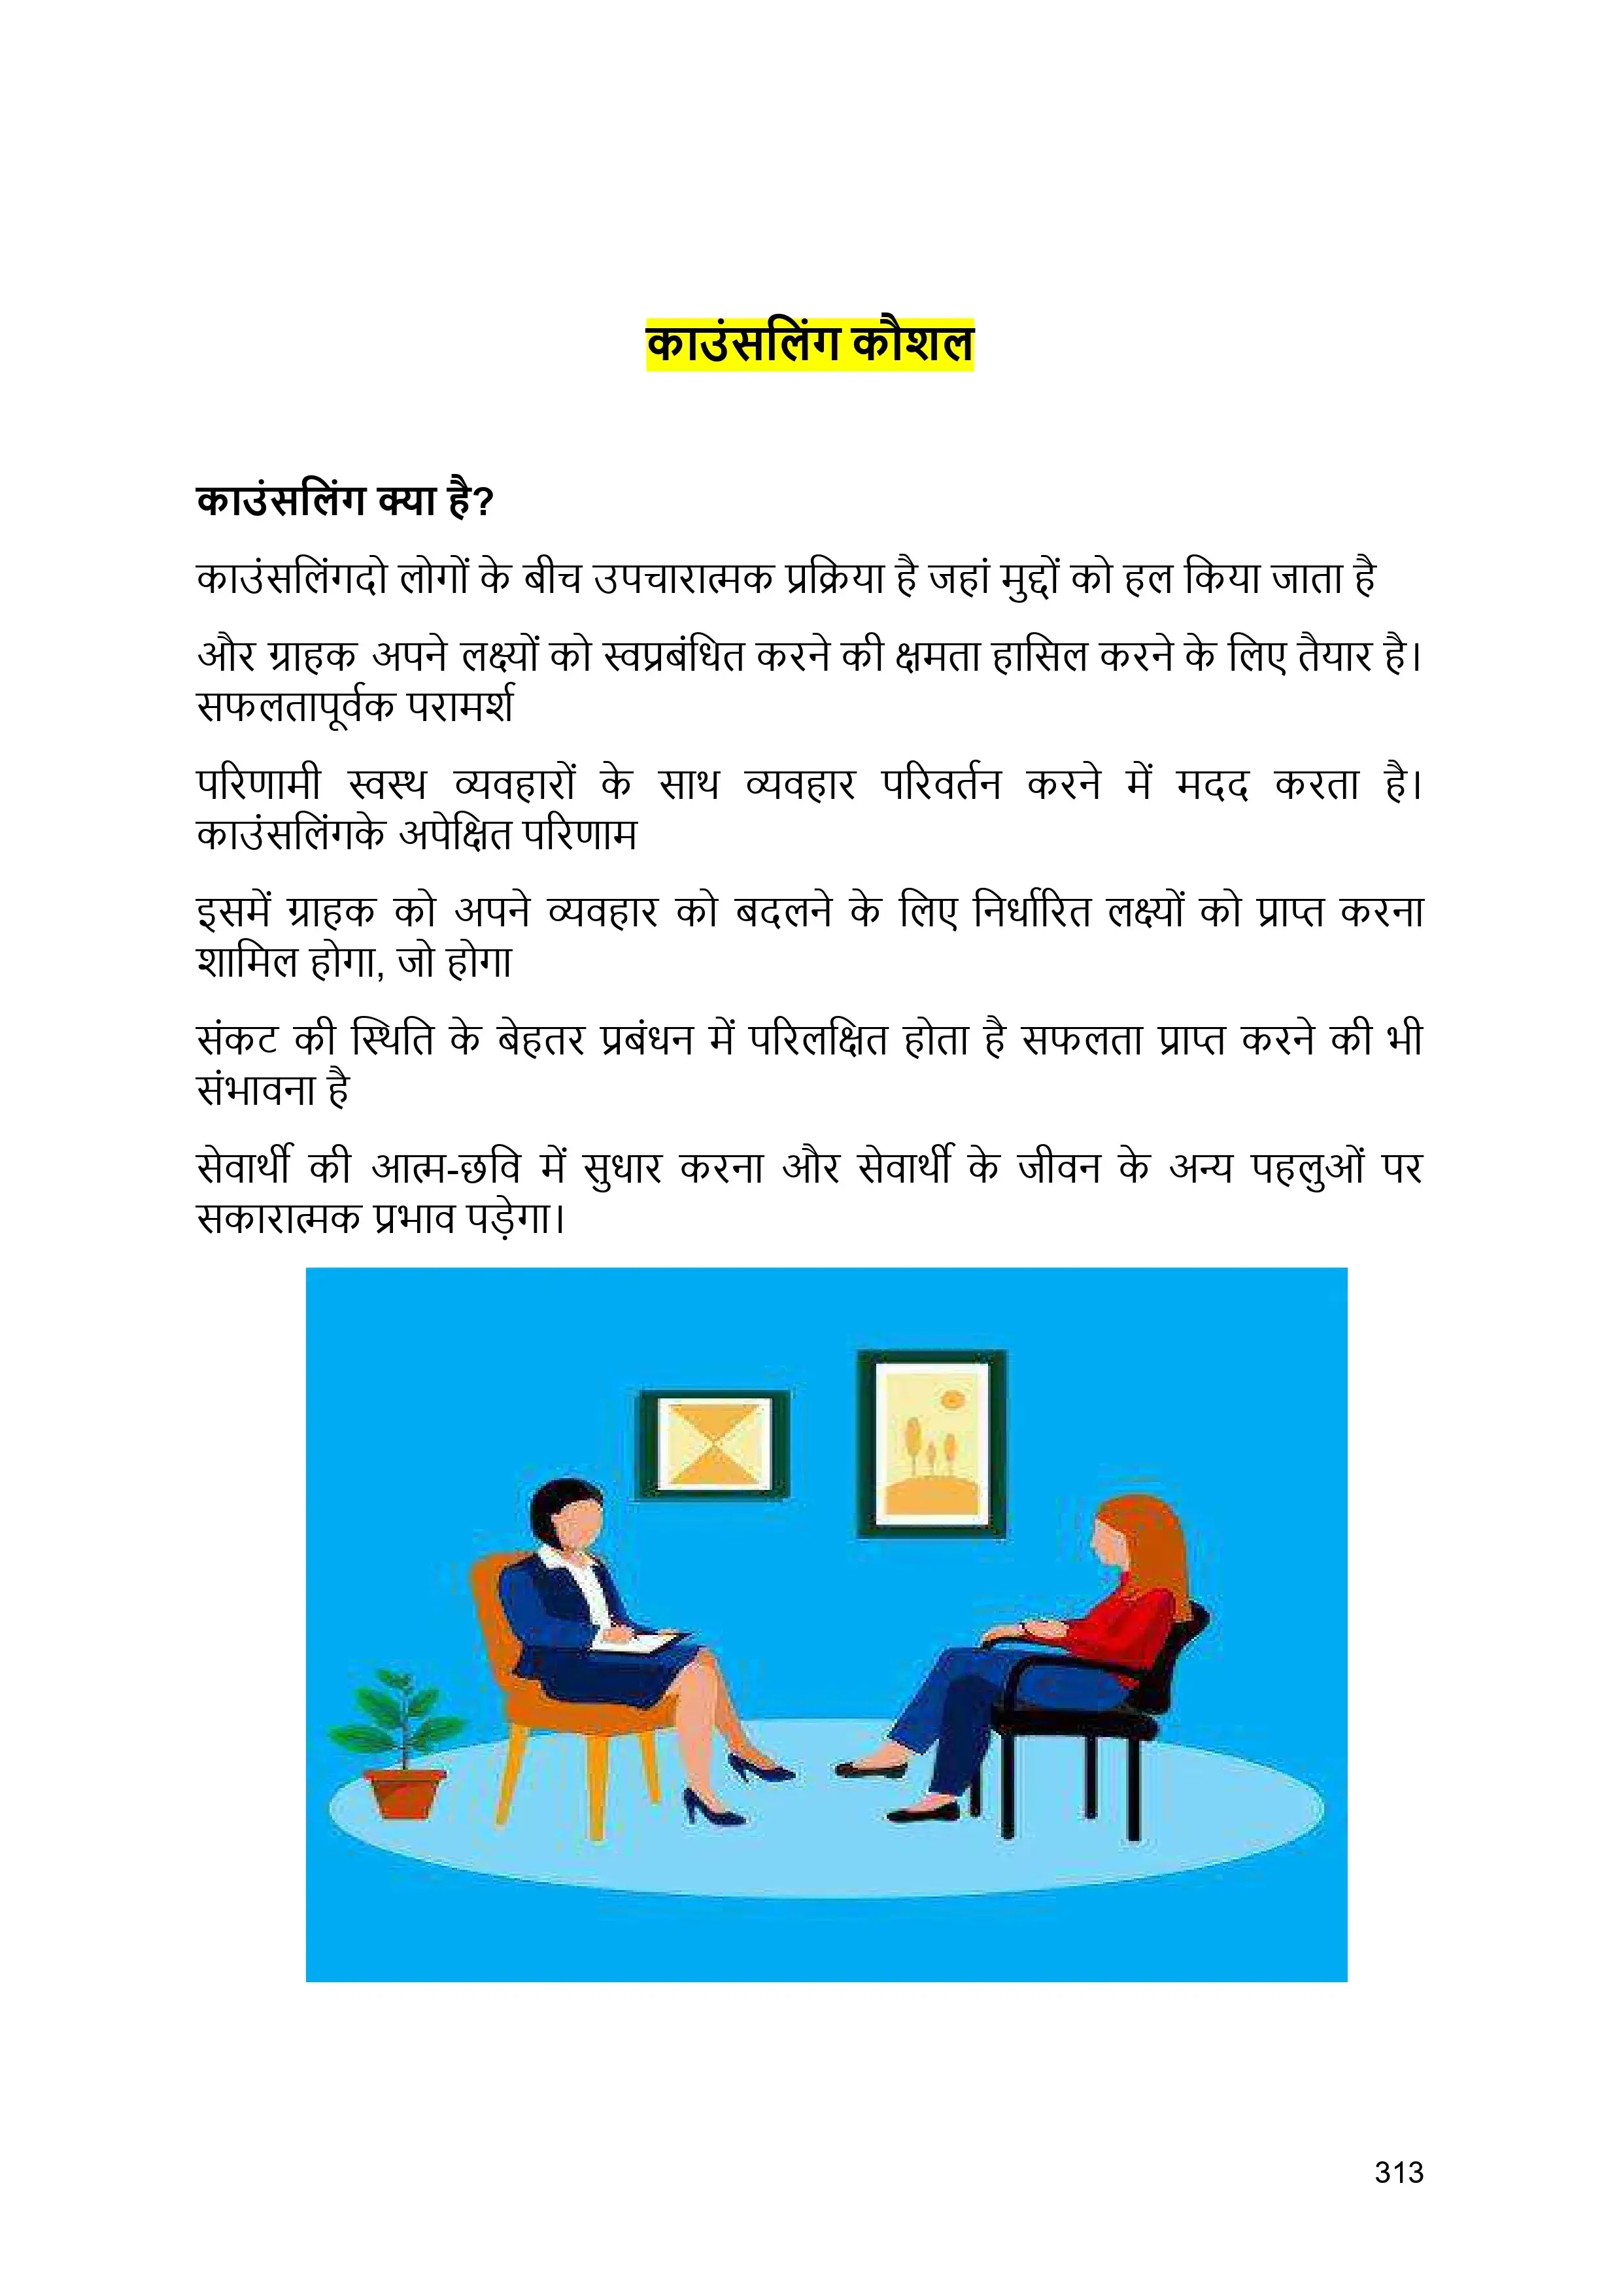 काउंसलिंग कौशल
काउंसलिंग क्या है?
काउंसलिंगदो लोगों के बीच उपचारात्मक प्रक्रिया है जहां मुद्दों को हल किया जाता है
और ग्राहक अपने लक्ष्यों को स्वप्रबंधित करने की क्षमता हासिल करने के लिए तैयार है।
सफलतापूर्वक परामर्श
परिणामी स्वस्थ व्यवहारों के साथ व्यवहार परिवर्तन करने में मदद करता है।
काउंसलिंगके अपेक्षित परिणाम
इसमें ग्राहक को अपने व्यवहार को बदलने के लिए निर्धारित लक्ष्यों को प्राप्त करना
शामिल होगा, जो होगा
संकट की स्थिति के बेहतर प्रबंधन में परिलक्षित होता है सफलता प्राप्त करने की भी
संभावना है
सेवार्थी की आत्म-छवि में सुधार करना और सेवार्थी के जीवन के अन्य पहलुओं पर
सकारात्मक प्रभाव पड़ेगा।
313